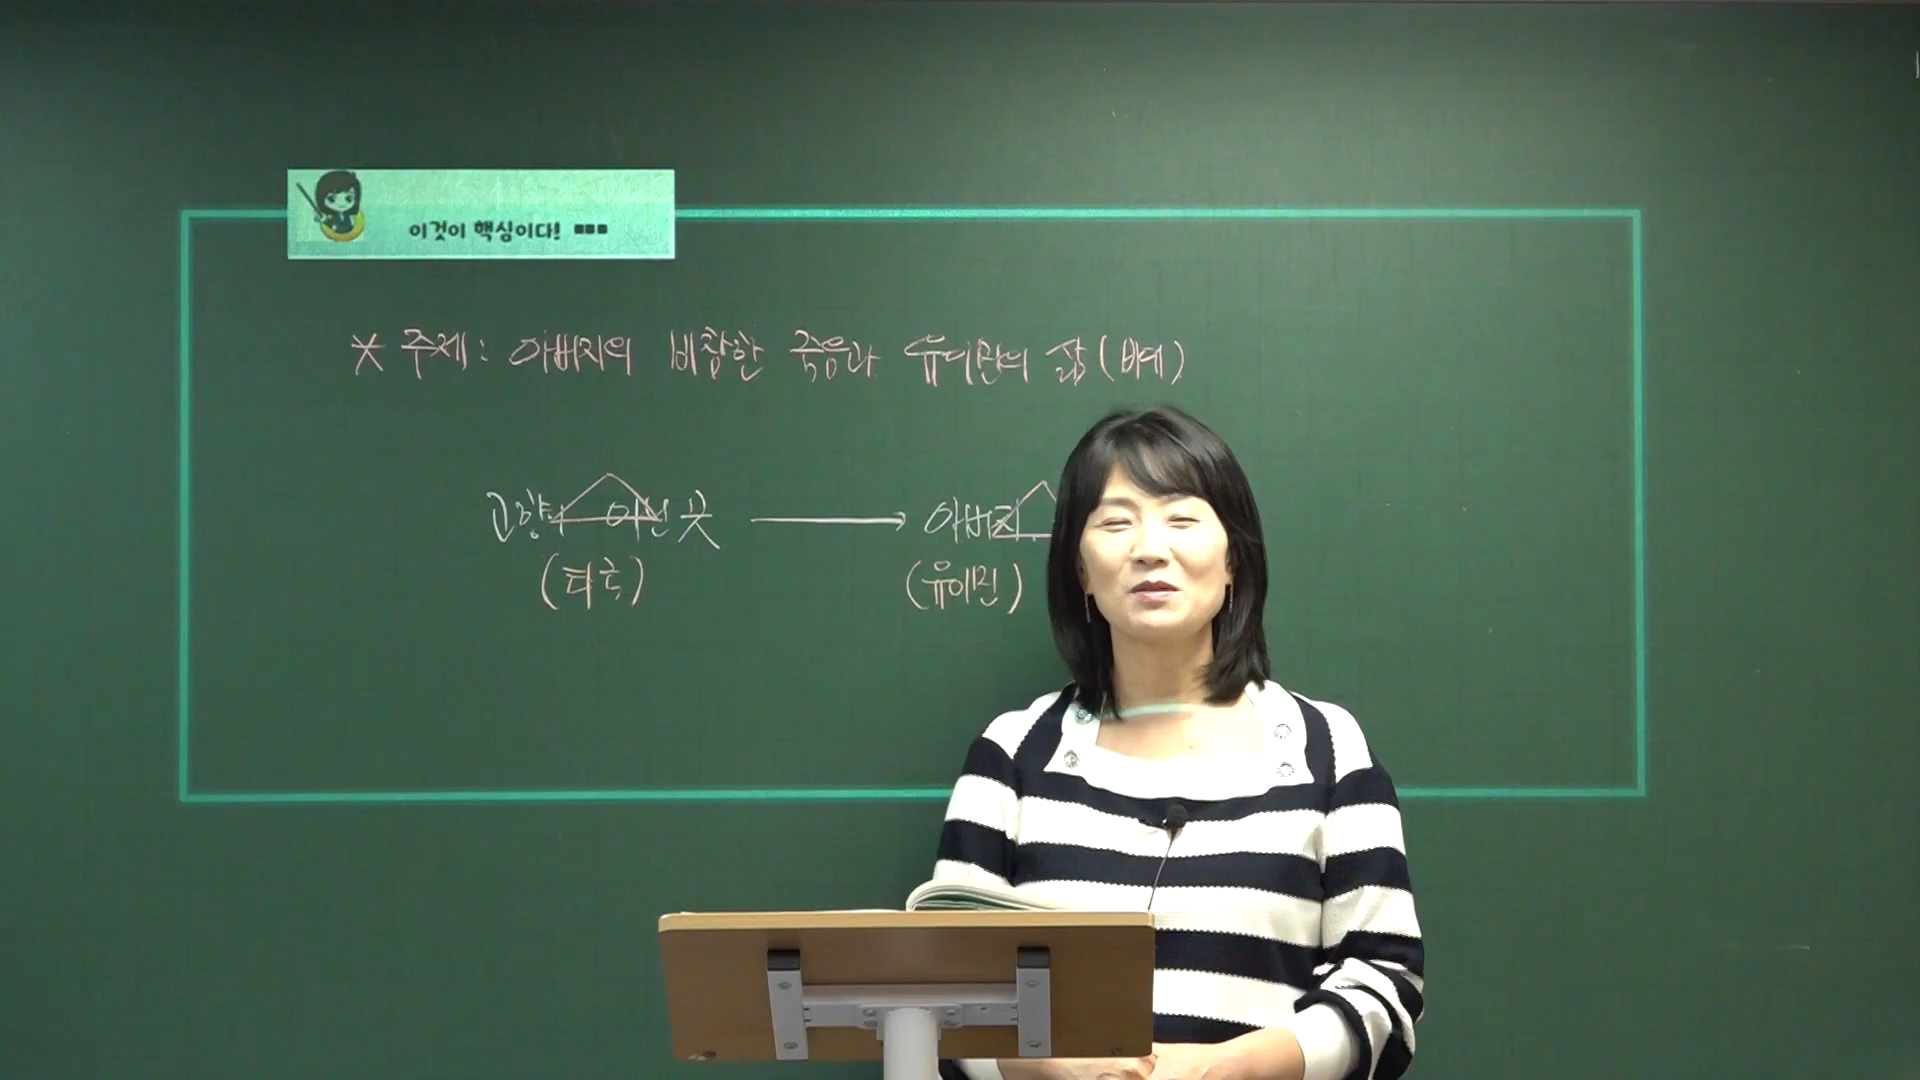 이것이 핵심이다!
* 주제: 아버지의 비참한 죽음과 유이민의 삶(비애)
고향이 아닌 곳 → 아버지
(타국) (유이민)